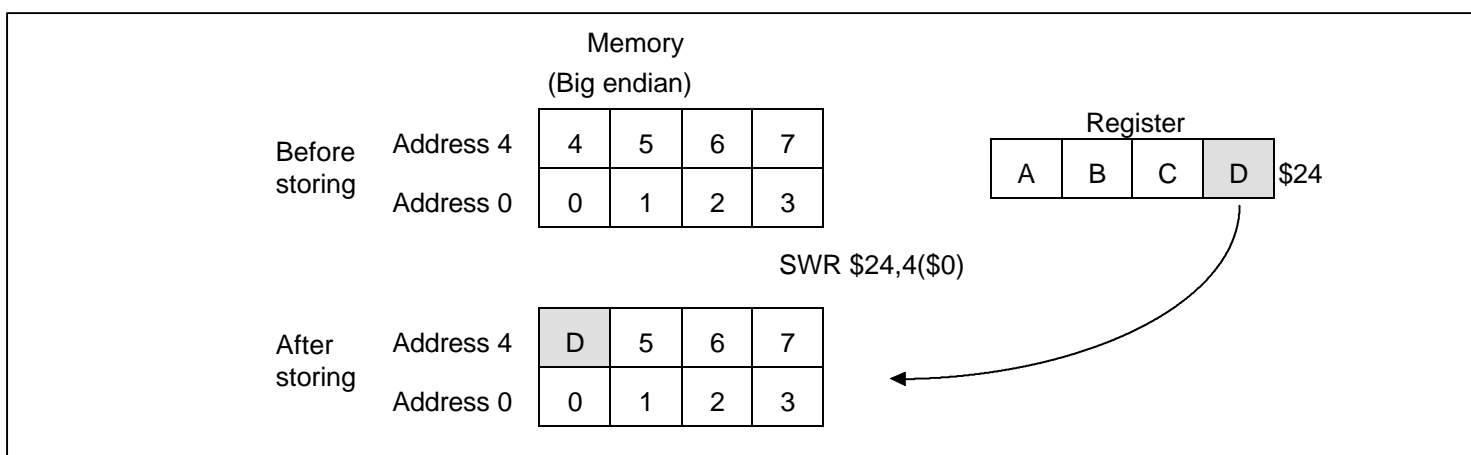 Memory
(Big endian)
Before
storing
Address 4 4 5 6 7
Address 0 0 1 2 3
Register
A B C D $24
SWR $24,4($0)
After
storing
Address 4 D 5 6 7
Address 0 0 1 2 3